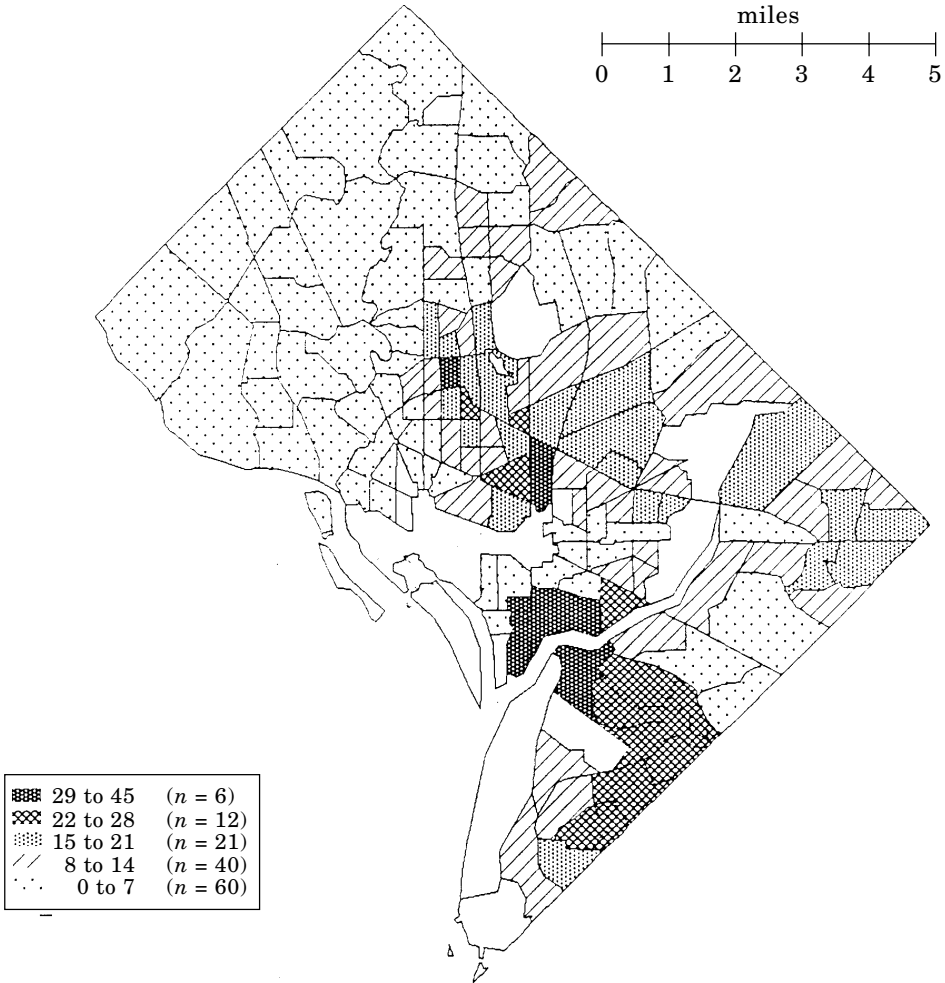 miles
0 1 2 3 4 5
29 to 45 (n = 6)
22 to 28 (n = 12)
15 to 21 (n = 21)
8 to 14 (n = 40)
0 to 7 (n = 60)